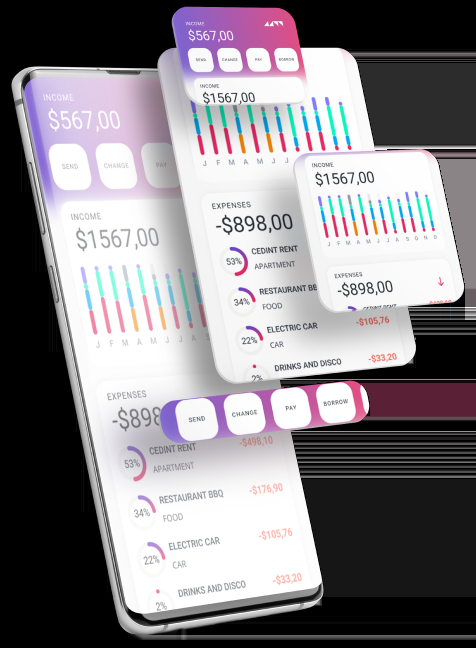 INCOME
$567,00
SEND
CHANGE
PAY
BORROW
INCOME
$1567,00
J F M A M J J
EXPENSES
-$898,00
53%
CEDINT RENT
APARTMENT
34%
RESTAURANT BB
FOOD
22%
ELECTRIC CAR
CAR
-$105,76
2%
DRINKS AND DISCO
-$33,20
INCOME
$1567,00
J F M A M J J A S O N D
EXPENSES
-$898,00
CEDINT RENT
INCOME
$567,00
SEND
CHANGE
PAY
INCOME
$1567,00
J F M A M J J A
EXPENSES
-$898
SEND
CHANGE
PAY
BORROW
53%
CEDINT RENT
APARTMENT
-$498,10
34%
RESTAURANT BBQ
FOOD
-$176,90
22%
ELECTRIC CAR
CAR
-$105,76
2%
DRINKS AND DISCO
-$33,20